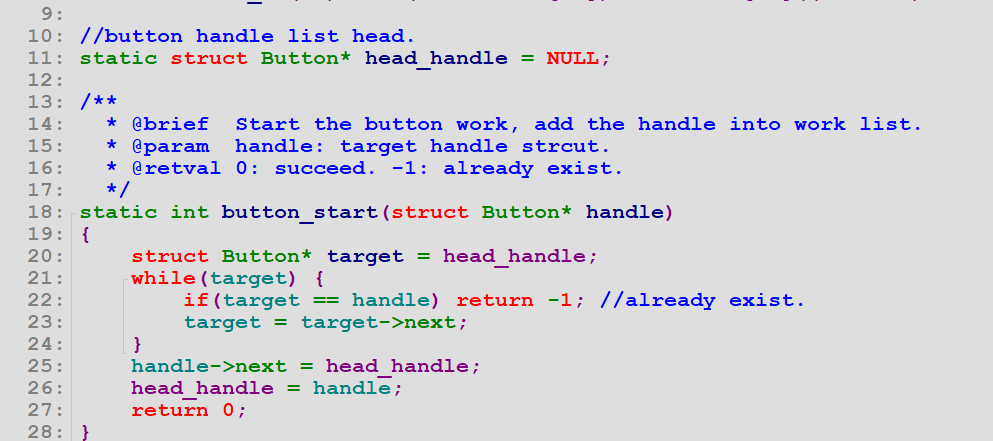 9:
10: //button handle list head.
11: static struct Button* head_handle = NULL;
12:
13: /**
14:   * @brief  Start the button work, add the handle into work list.
15:   * @param  handle: target handle strcut.
16:   * @retval 0: succeed. -1: already exist.
17:   */
18: static int button_start(struct Button* handle)
19: {
20:     struct Button* target = head_handle;
21:     while(target) {
22:         if(target == handle) return -1; //already exist.
23:         target = target->next;
24:     }
25:     handle->next = head_handle;
26:     head_handle = handle;
27:     return 0;
28: }